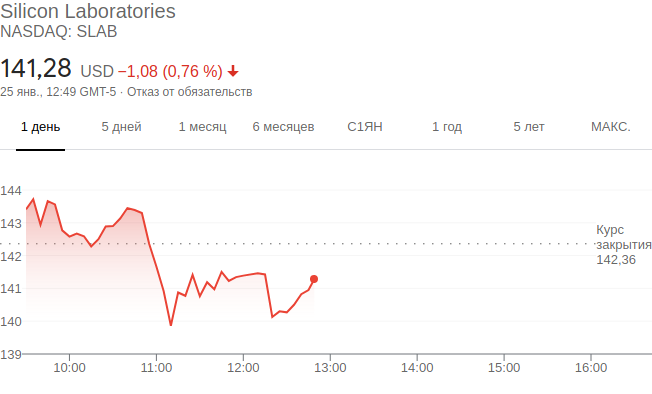 Silicon Laboratories
NASDAQ: SLAB
141,28 USD −1,08 (0,76 %)
25 янв., 12:49 GMT-5 · Отказ от обязательств
1 день 5 дней 1 месяц 6 месяцев С1ЯН 1 год 5 лет МАКС.
144
143
Курс
закрытия
142,36
142
141
140
139
10:00 11:00 12:00 13:00 14:00 15:00 16:00